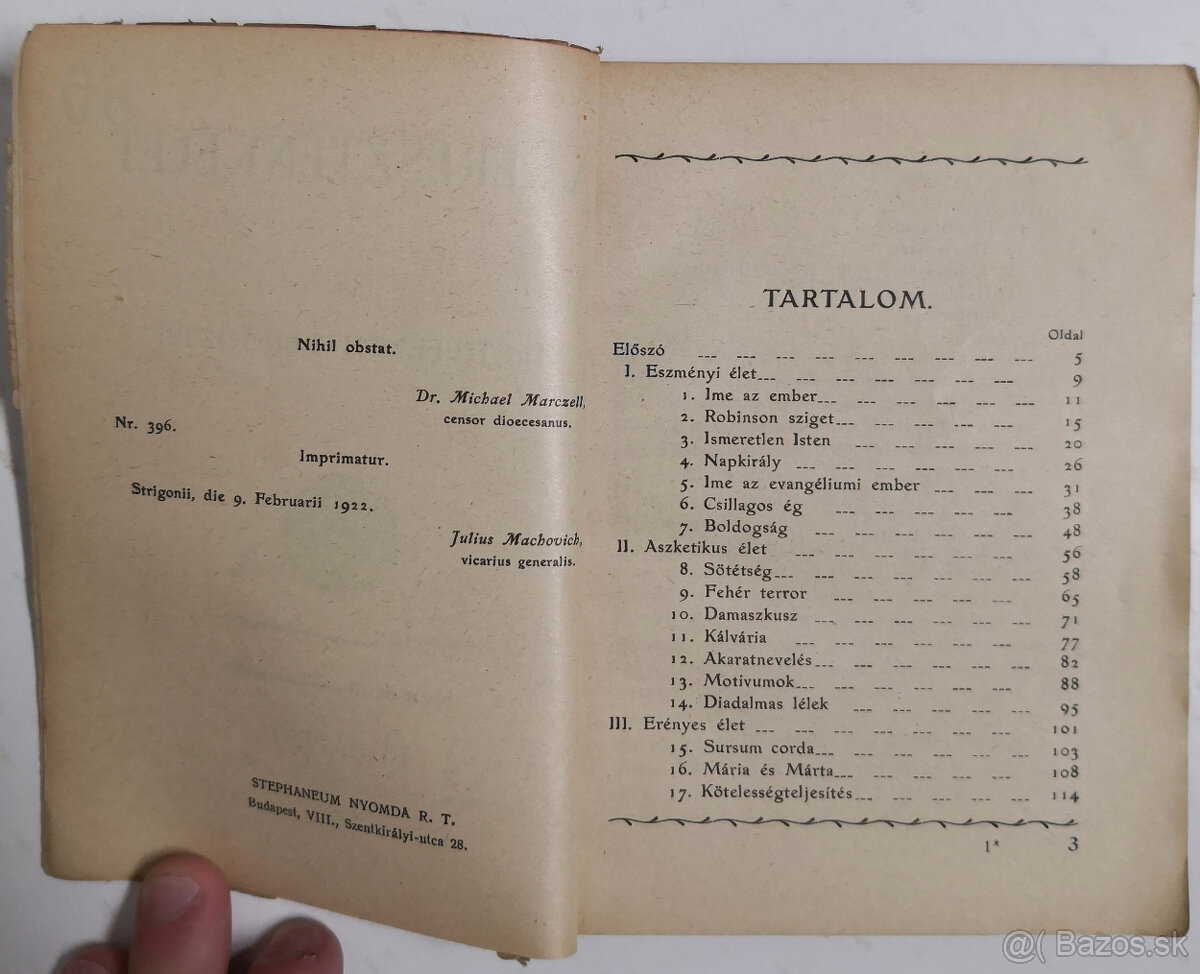 Nihil obstat.
Dr. Michael Marczell,
censor dioecesanus.
Nr. 396.
Imprimatur.
Strigonii, die 9. Februarii 1922.
Julius Machovich,
vicarius generalis.
STEPHANEUM NYOMDA R. T.
Budapest, VIII., Szentkirályi-utca 28.
TARTALOM.
Oldal
Előszó 5
I. Eszményi élet 9
1. Ime az ember 11
2. Robinson sziget 15
3. Ismeretlen Isten 20
4. Napkirály 26
5. Ime az evangéliumi ember 31
6. Csillagos ég 38
7. Boldogság 48
II. Aszketikus élet 56
8. Sötétség 58
9. Fehér terror 65
10. Damaszkusz 71
11. Kálvária 77
12. Akaratnevelés 82
13. Motivumok 88
14. Diadalmas lélek 95
III. Erényes élet 101
15. Sursum corda 103
16. Mária és Márta 108
17. Kötelességteljesítés 114
1* 3
@( Bazos.sk